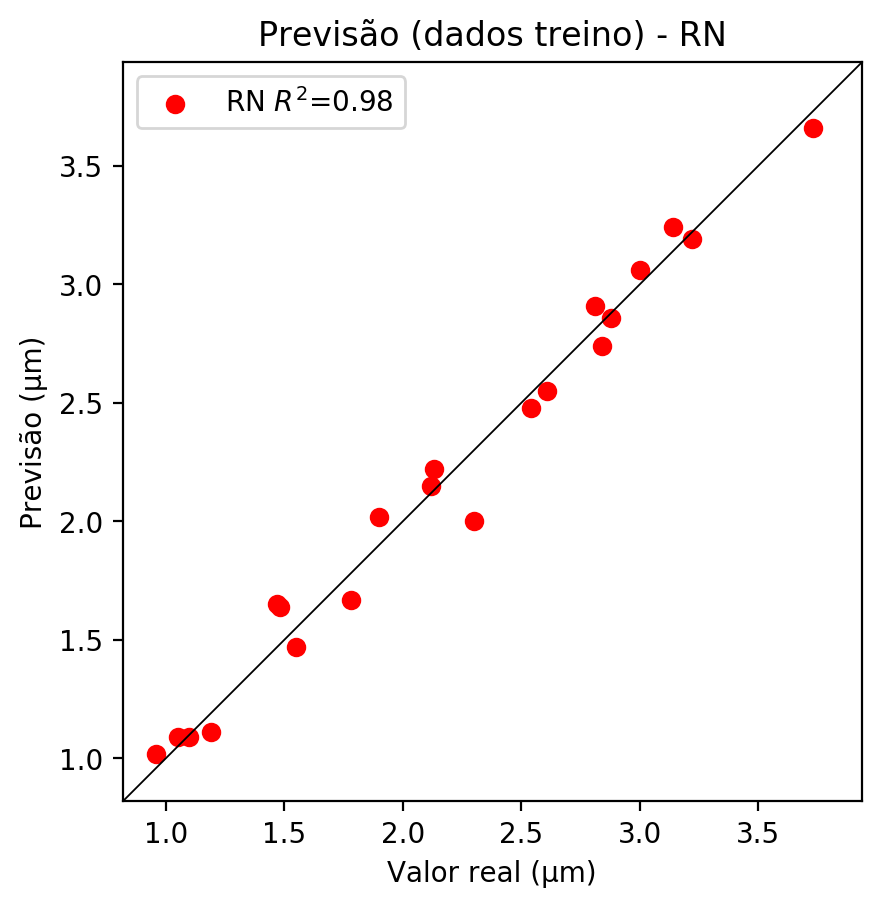 Previsão (dados treino) - RN
RN R²=0.98
Previsão (μm)
3.5
3.0
2.5
2.0
1.5
1.0
1.0 1.5 2.0 2.5 3.0 3.5
Valor real (μm)